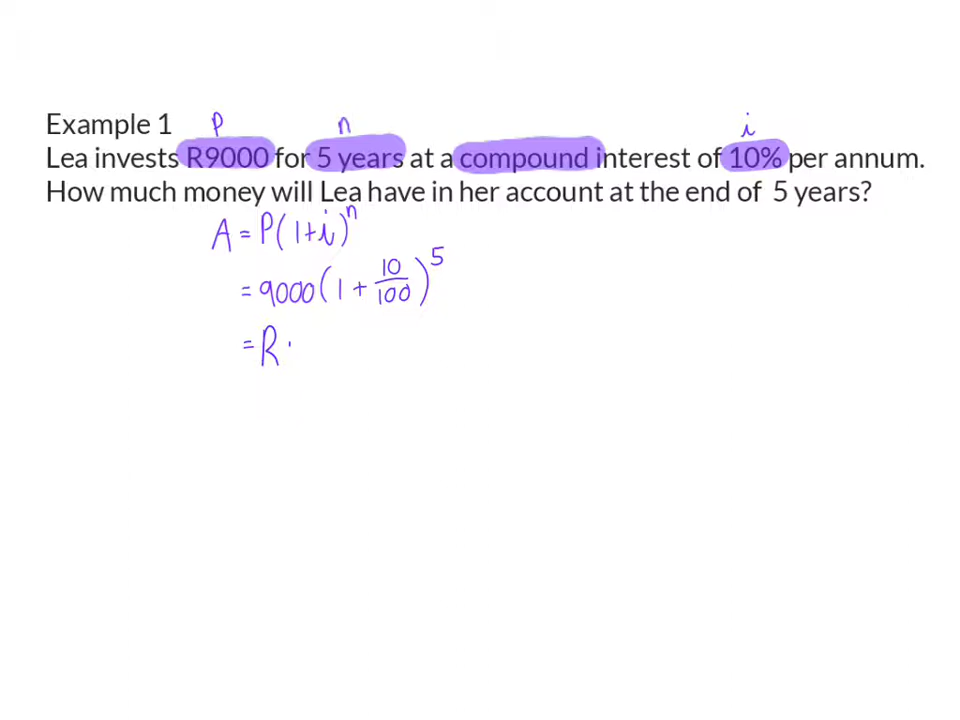 Example 1 P n i
Lea invests R9000 for 5 years at a compound interest of 10% per annum.
How much money will Lea have in her account at the end of 5 years?
A = P(1+i)^n
= 9000(1 + 10/100)^5
= R